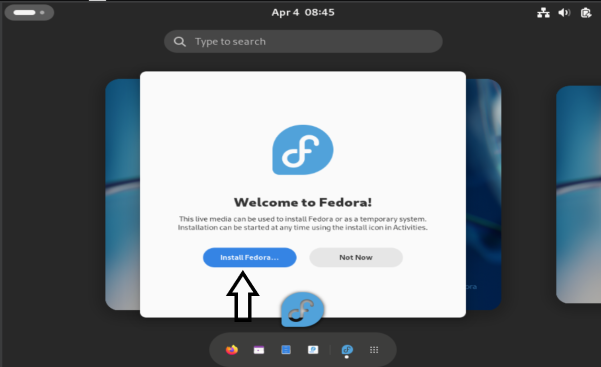 Apr 4 08:45
Type to search
Welcome to Fedora!
This live media can be used to install Fedora or as a temporary system.
Installation can be started at any time using the install icon in Activities.
Install Fedora...
Not Now